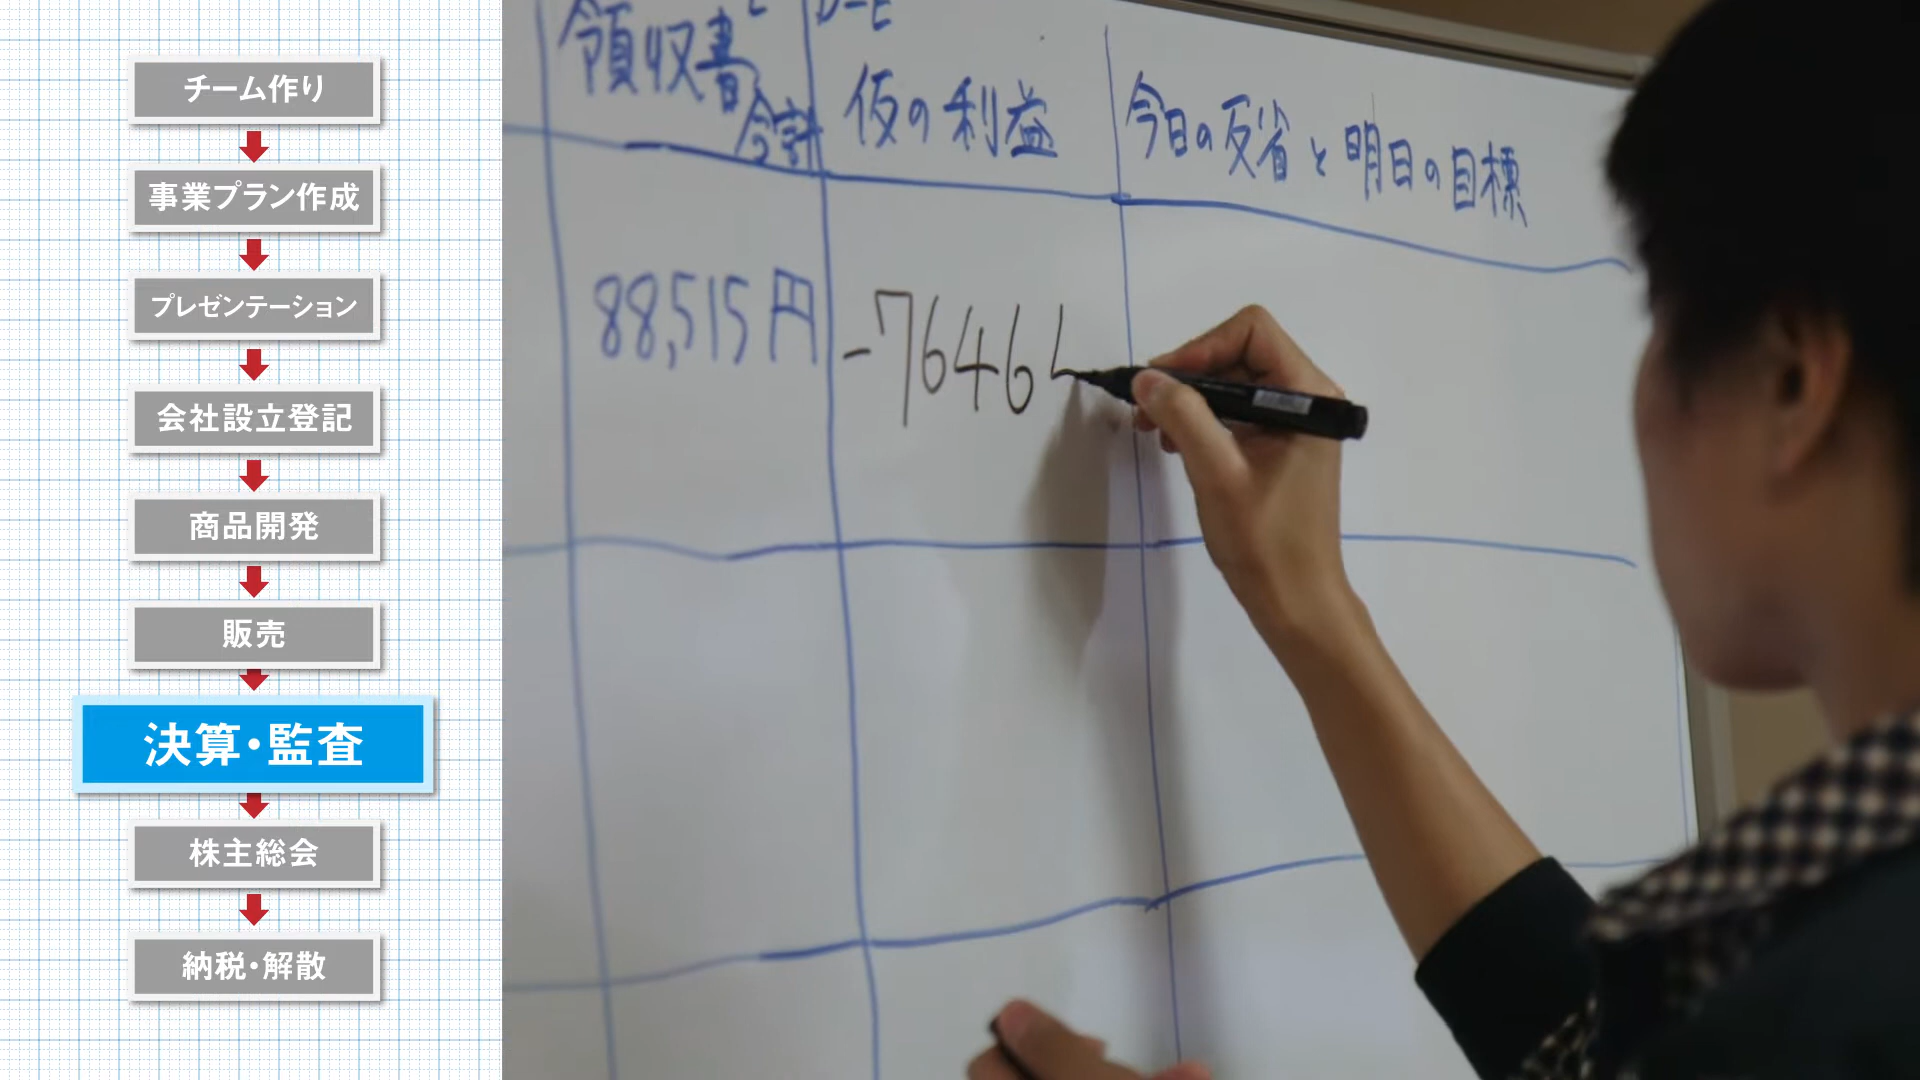 チーム作り
事業プラン作成
プレゼンテーション
会社設立登記
商品開発
販売
決算・監査
株主総会
納税・解散
領収書
合計
D-E
仮の利益
今日の反省と明日の目標
88,515円
-7646